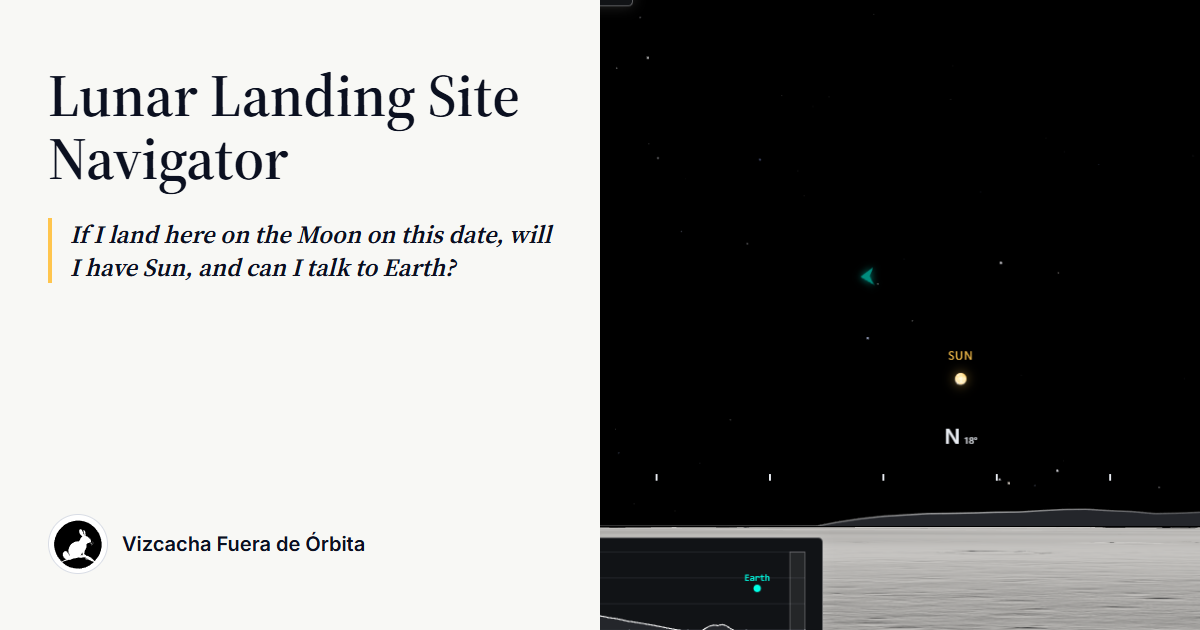 Lunar Landing Site
Navigator
If I land here on the Moon on this date, will
I have Sun, and can I talk to Earth?
Vizcacha Fuera de Órbita
SUN
N 18°
Earth